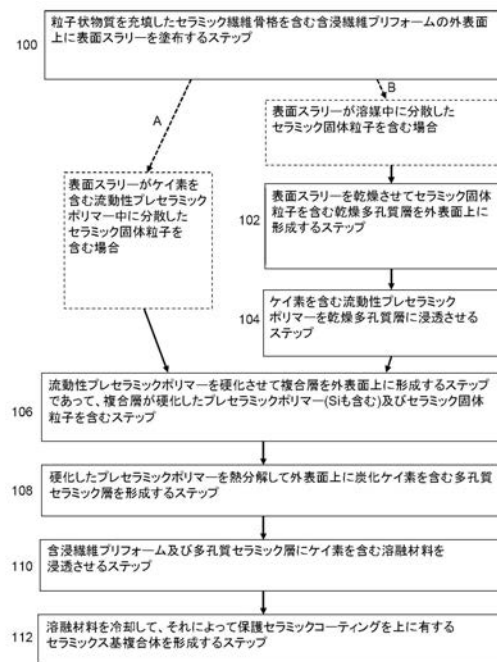 100
粒子状物質を充填したセラミック繊維骨格を含む含浸繊維プリフォームの外表面
上に表面スラリーを塗布するステップ
A
B
表面スラリーがケイ素を
含む流動性プレセラミック
ポリマー中に分散した
セラミック固体粒子を
含む場合
表面スラリーが溶媒中に分散した
セラミック固体粒子を含む場合
102
表面スラリーを乾燥させてセラミック固体
粒子を含む乾燥多孔質層を外表面上に
形成するステップ
104
ケイ素を含む流動性プレセラミック
ポリマーを乾燥多孔質層に浸透させる
ステップ
106
流動性プレセラミックポリマーを硬化させて複合層を外表面上に形成するステップ
であって、複合層が硬化したプレセラミックポリマー(Siも含む)及びセラミック固体
粒子を含むステップ
108
硬化したプレセラミックポリマーを熱分解して外表面上に炭化ケイ素を含む多孔質
セラミック層を形成するステップ
110
含浸繊維プリフォーム及び多孔質セラミック層にケイ素を含む溶融材料を
浸透させるステップ
112
溶融材料を冷却して、それによって保護セラミックコーティングを上に有する
セラミックス基複合体を形成するステップ